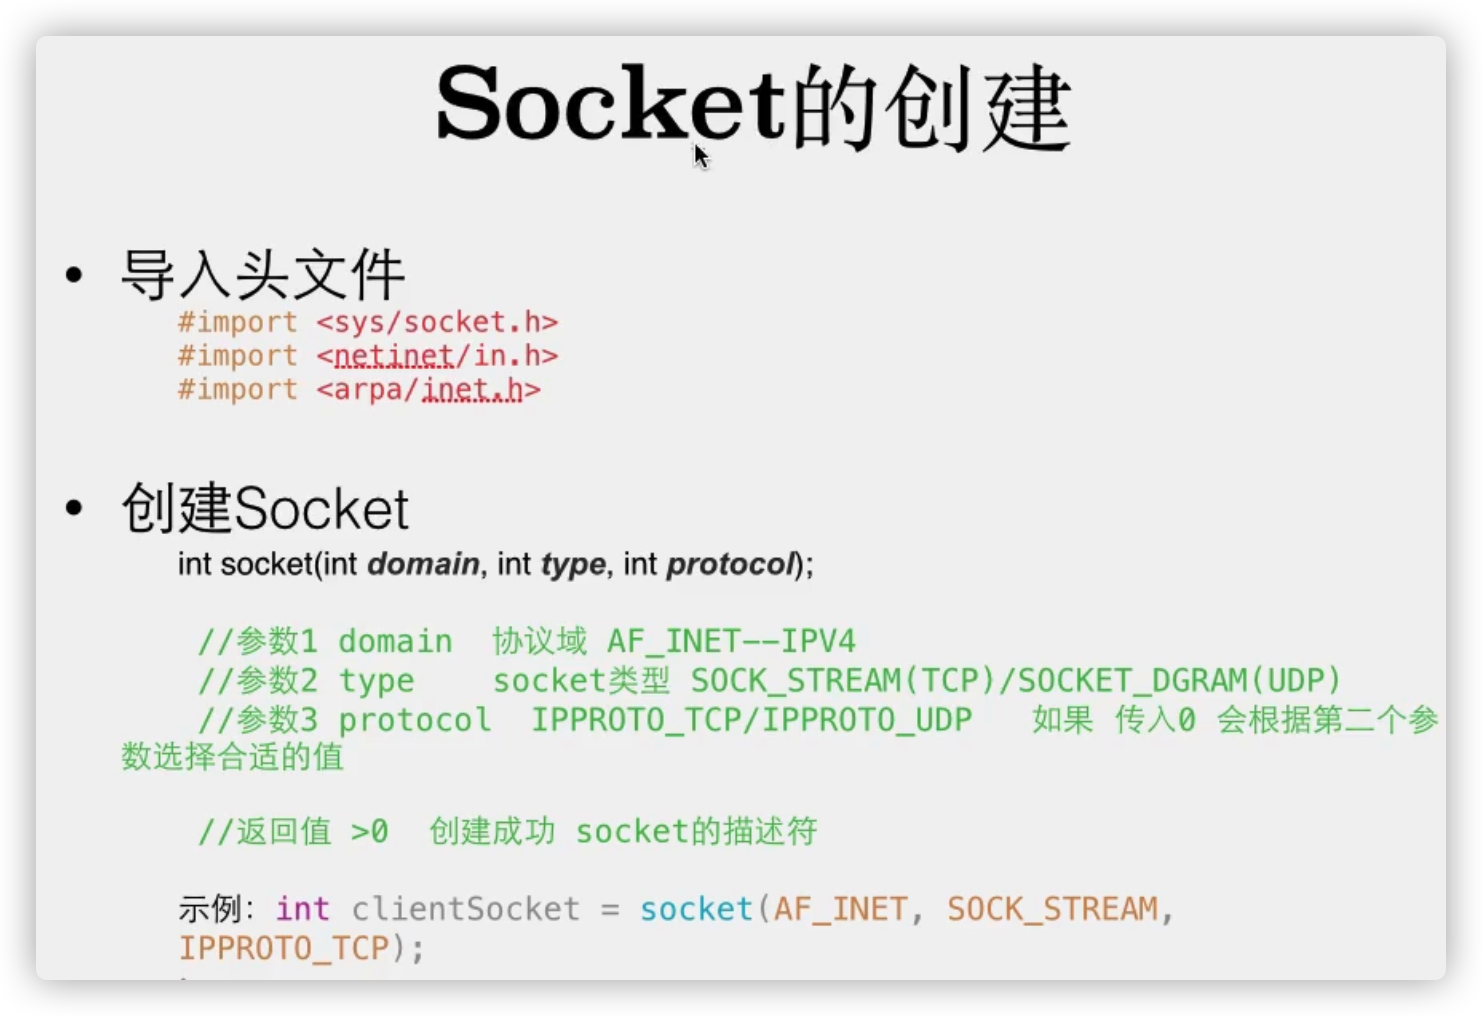 Socket的创建
• 导入头文件
#import <sys/socket.h>
#import <netinet/in.h>
#import <arpa/inet.h>
• 创建Socket
int socket(int domain, int type, int protocol);
//参数1 domain 协议域 AF_INET--IPV4
//参数2 type socket类型 SOCK_STREAM(TCP)/SOCKET_DGRAM(UDP)
//参数3 protocol IPPROTO_TCP/IPPROTO_UDP 如果 传入0 会根据第二个参
数选择合适的值
//返回值 >0 创建成功 socket的描述符
示例：int clientSocket = socket(AF_INET, SOCK_STREAM,
IPPROTO_TCP);